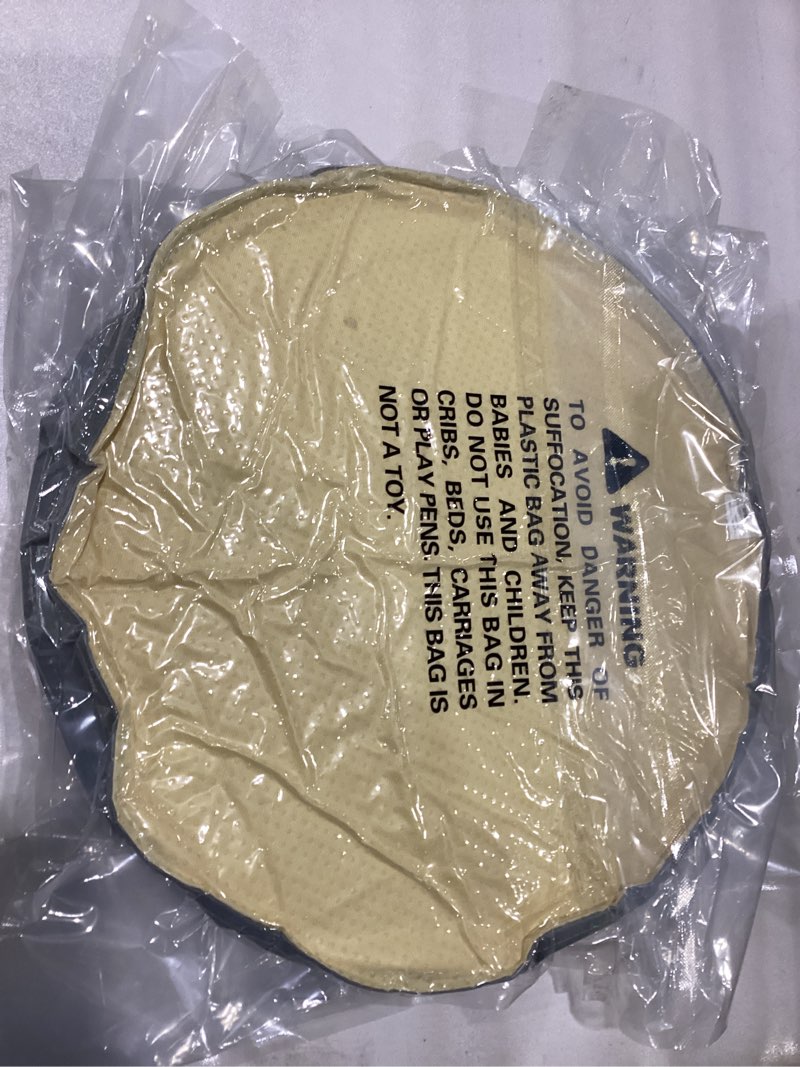 WARNING
TO AVOID DANGER OF
SUFFOCATION, KEEP THIS
PLASTIC BAG AWAY FROM
BABIES AND CHILDREN.
DO NOT USE THIS BAG IN
CRIBS, BEDS, CARRIAGES
OR PLAY PENS. THIS BAG IS
NOT A TOY.